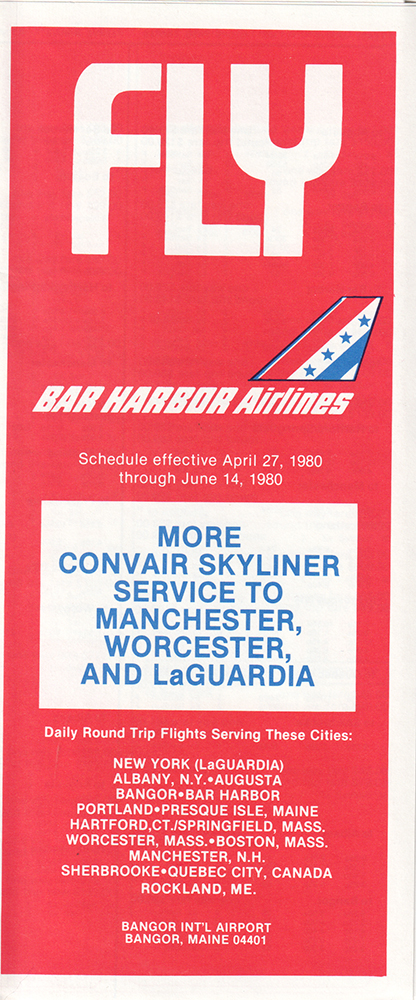 FLY
BAR HARBOR Airlines
Schedule effective April 27, 1980
through June 14, 1980
MORE
CONVAIR SKYLINER
SERVICE TO
MANCHESTER,
WORCESTER,
AND LaGUARDIA
Daily Round Trip Flights Serving These Cities:
NEW YORK (LaGUARDIA)
ALBANY, N.Y.•AUGUSTA
BANGOR•BAR HARBOR
PORTLAND•PRESQUE ISLE, MAINE
HARTFORD,CT./SPRINGFIELD, MASS.
WORCESTER, MASS.•BOSTON, MASS.
MANCHESTER, N.H.
SHERBROOKE•QUEBEC CITY, CANADA
ROCKLAND, ME.
BANGOR INT'L AIRPORT
BANGOR, MAINE 04401